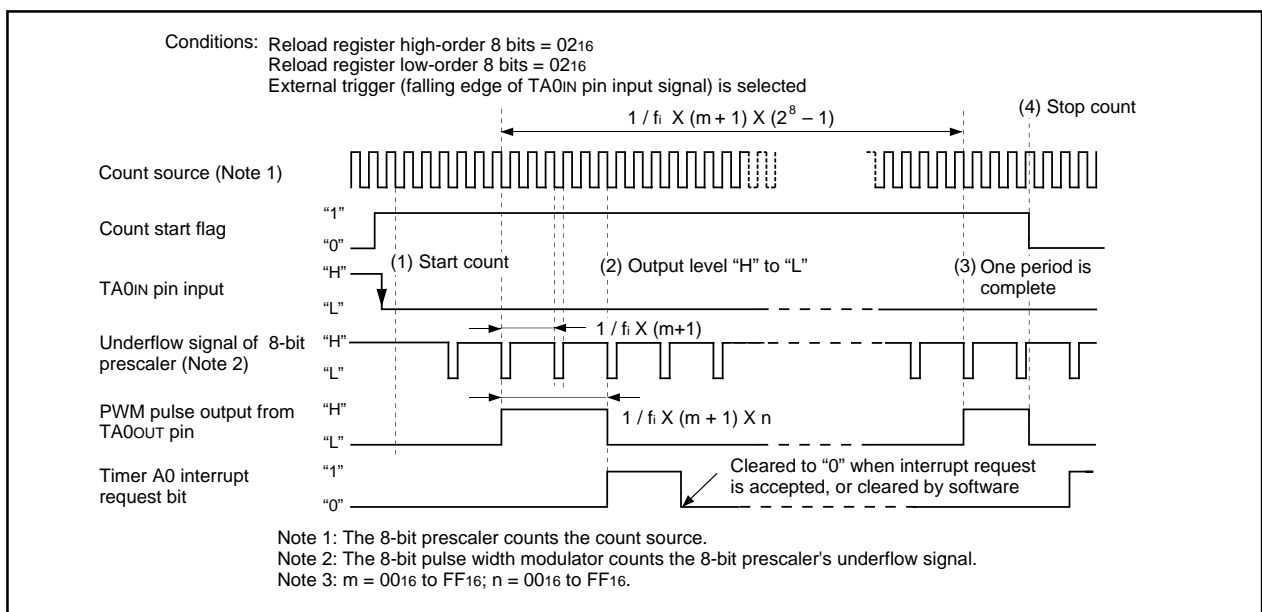 Conditions: Reload register high-order 8 bits = 0216
Reload register low-order 8 bits = 0216
External trigger (falling edge of TA0IN pin input signal) is selected
1 / fi X (m + 1) X (2^8 – 1)
(4) Stop count
Count source (Note 1)
Count start flag
“1”
“0”
(1) Start count
(2) Output level “H” to “L”
(3) One period is
complete
TA0IN pin input
“H”
“L”
1 / fi X (m+1)
Underflow signal of 8-bit
prescaler (Note 2)
“H”
“L”
PWM pulse output from
TA0OUT pin
“H”
“L”
1 / fi X (m + 1) X n
Timer A0 interrupt
request bit
“1”
“0”
Cleared to “0” when interrupt request
is accepted, or cleared by software
Note 1: The 8-bit prescaler counts the count source.
Note 2: The 8-bit pulse width modulator counts the 8-bit prescaler's underflow signal.
Note 3: m = 0016 to FF16; n = 0016 to FF16.